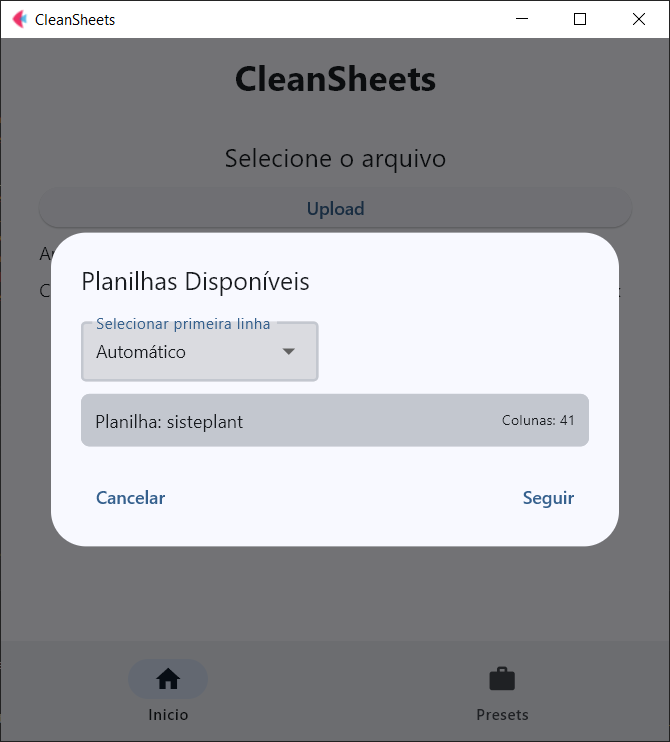 CleanSheets
CleanSheets
Selecione o arquivo
Upload
Planilhas Disponíveis
Selecionar primeira linha
Automático
Planilha: sisteplant Colunas: 41
Cancelar Seguir
Inicio Presets